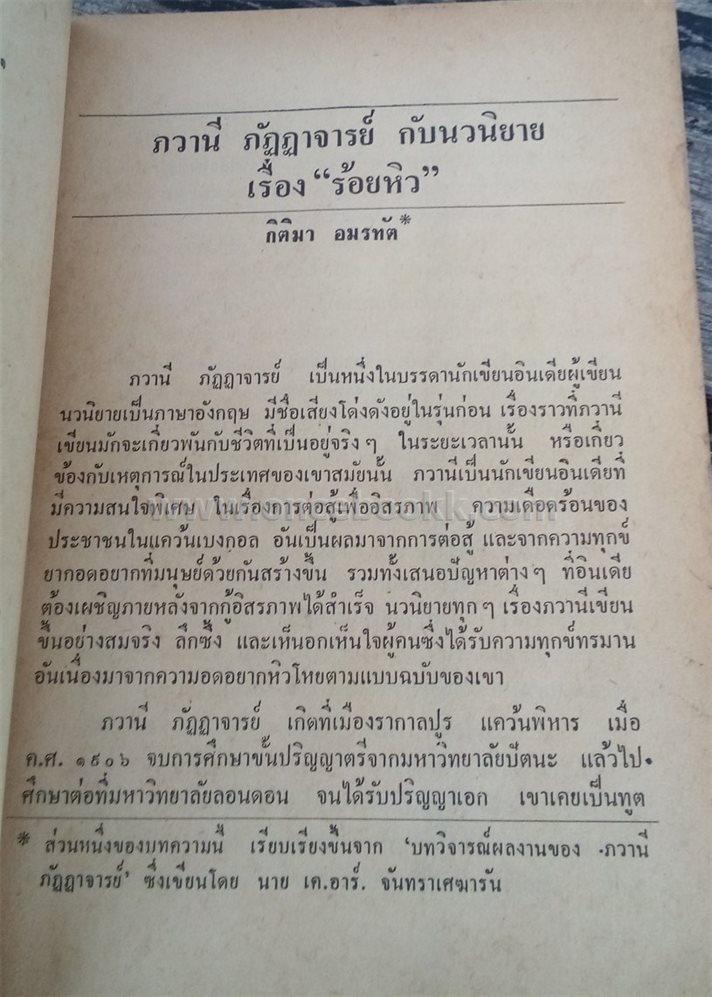 ภวานี ภัฏฏาจารย์ กับนวนิยาย
เรื่อง “ร้อยหิว”
กิติมา อมรทัต*
ภวานี ภัฏฏาจารย์ เป็นหนึ่งในบรรดานักเขียนอินเดียผู้เขียน
นวนิยายเป็นภาษาอังกฤษ มีชื่อเสียงโด่งดังอยู่ในรุ่นก่อน เรื่องราวที่ภวานี
เขียนมักจะเกี่ยวพันกับชีวิตที่เป็นอยู่จริงๆ ในระยะเวลานั้น หรือเกี่ยว
ข้องกับเหตุการณ์ในประเทศของเขาสมัยนั้น ภวานีเป็นนักเขียนอินเดียที่
มีความสนใจพิเศษ ในเรื่องการต่อสู้เพื่ออิสรภาพ ความเดือดร้อนของ
ประชาชนในแคว้นเบงกอล อันเป็นผลมาจากการต่อสู้ และจากความทุกข์
ยากอดอยากที่มนุษย์ด้วยกันสร้างขึ้น รวมทั้งเสนอปัญหาต่างๆ ที่อินเดีย
ต้องเผชิญภายหลังจากกู้อิสรภาพได้สำเร็จ นวนิยายทุกๆ เรื่องภวานีเขียน
ขึ้นอย่างสมจริง ลึกซึ้ง และเห็นอกเห็นใจผู้คนซึ่งได้รับความทุกข์ทรมาน
อันเนื่องมาจากความอดอยากหิวโหยตามแบบฉบับของเขา
ภวานี ภัฏฏาจารย์ เกิดที่เมืองรากาลปูร แคว้นพิหาร เมื่อ
ค.ศ. ๑๙๐๖ จบการศึกษาขั้นปริญญาตรีจากมหาวิทยาลัยปัตนะ แล้วไป
ศึกษาต่อที่มหาวิทยาลัยลอนดอน จนได้รับปริญญาเอก เขาเคยเป็นทูต
* ส่วนหนึ่งของบทความนี้ เรียบเรียงขึ้นจาก ‘บทวิจารณ์ผลงานของ ภวานี
ภัฏฏาจารย์’ ซึ่งเขียนโดย นาย เค.อาร์. จันทราเศฆารัน